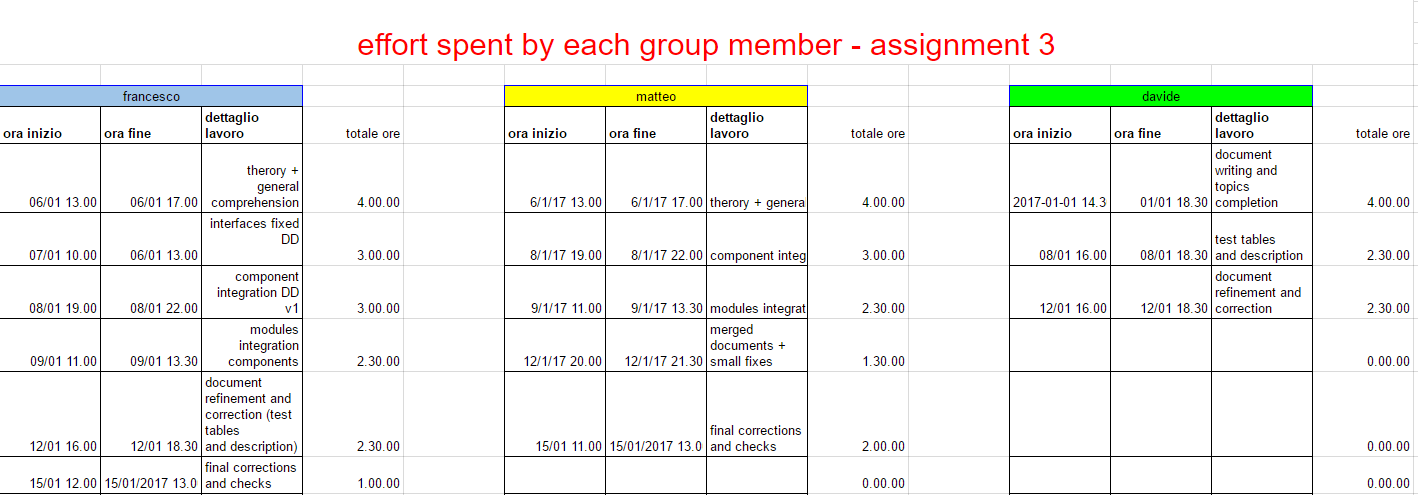 effort spent by each group member - assignment 3
francesco matteo davide
ora inizio ora fine dettaglio lavoro totale ore ora inizio ora fine dettaglio lavoro totale ore ora inizio ora fine dettaglio lavoro totale ore
06/01 13.00 06/01 17.00 therory + general comprehension 4.00.00 6/1/17 13.00 6/1/17 17.00 therory + genera 4.00.00 2017-01-01 14.3 01/01 18.30 document writing and topics completion 4.00.00
07/01 10.00 06/01 13.00 interfaces fixed DD 3.00.00 8/1/17 19.00 8/1/17 22.00 component integ 3.00.00 08/01 16.00 08/01 18.30 test tables and description 2.30.00
08/01 19.00 08/01 22.00 component integration DD v1 3.00.00 9/1/17 11.00 9/1/17 13.30 modules integrat 2.30.00 12/01 16.00 12/01 18.30 document refinement and correction 2.30.00
09/01 11.00 09/01 13.30 modules integration components 2.30.00 12/1/17 20.00 12/1/17 21.30 merged documents + small fixes 1.30.00 0.00.00
12/01 16.00 12/01 18.30 document refinement and correction (test tables and description) 2.30.00 15/01 11.00 15/01/2017 13.0 final corrections and checks 2.00.00 0.00.00
15/01 12.00 15/01/2017 13.0 final corrections and checks 1.00.00 0.00.00 0.00.00